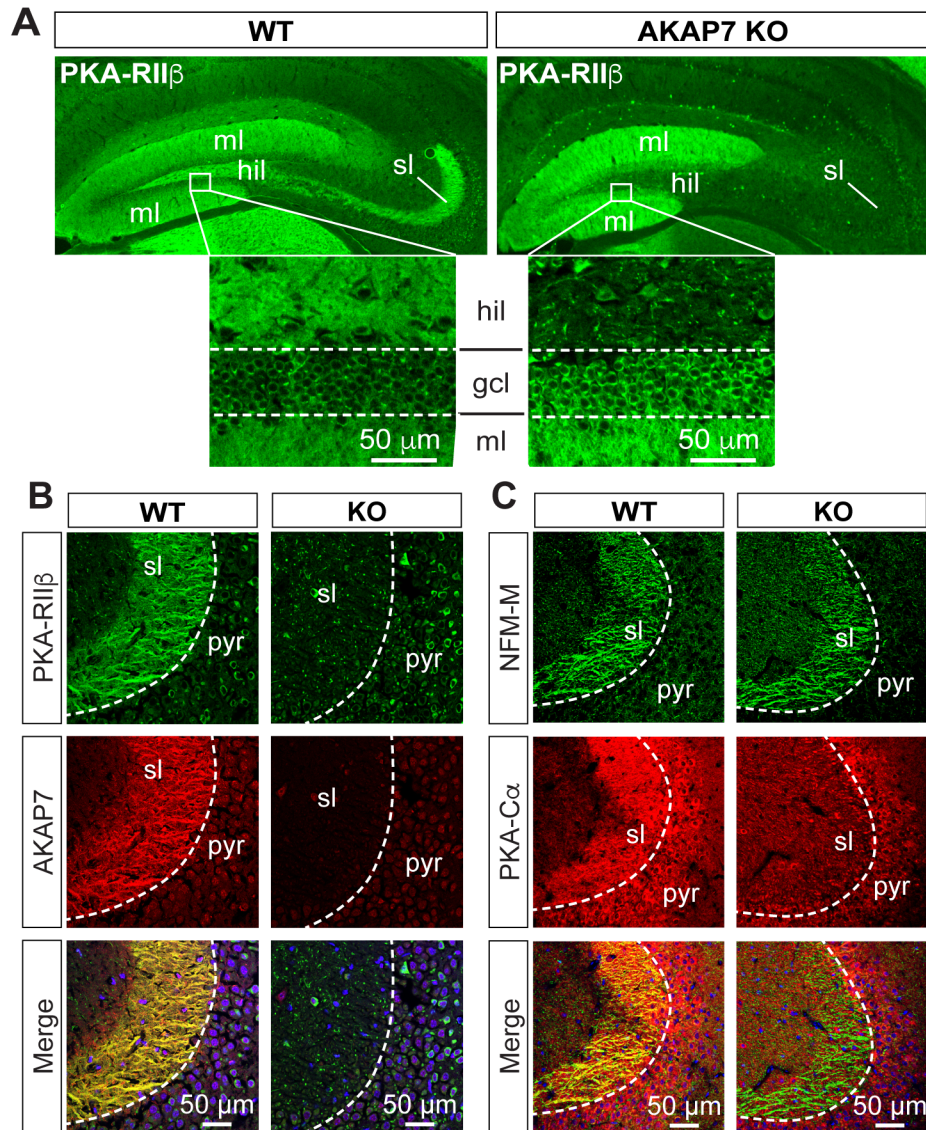 A
WT
AKAP7 KO
PKA-RIIβ
PKA-RIIβ
ml
hil
ml
sl
ml
hil
ml
sl
hil
gcl
ml
50 μm
50 μm
B
WT
KO
C
WT
KO
PKA-RIIβ
sl
pyr
sl
pyr
NFM-M
sl
pyr
sl
pyr
AKAP7
sl
pyr
sl
pyr
PKA-Cα
sl
pyr
sl
pyr
Merge
50 μm
50 μm
Merge
50 μm
50 μm